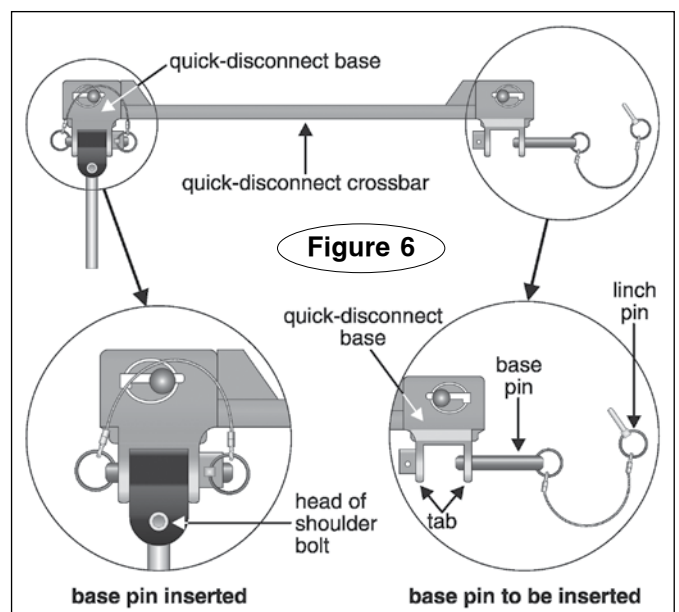 quick-disconnect base
quick-disconnect crossbar
Figure 6
linch
pin
quick-disconnect
base
base
pin
tab
head of
shoulder
bolt
base pin inserted
base pin to be inserted